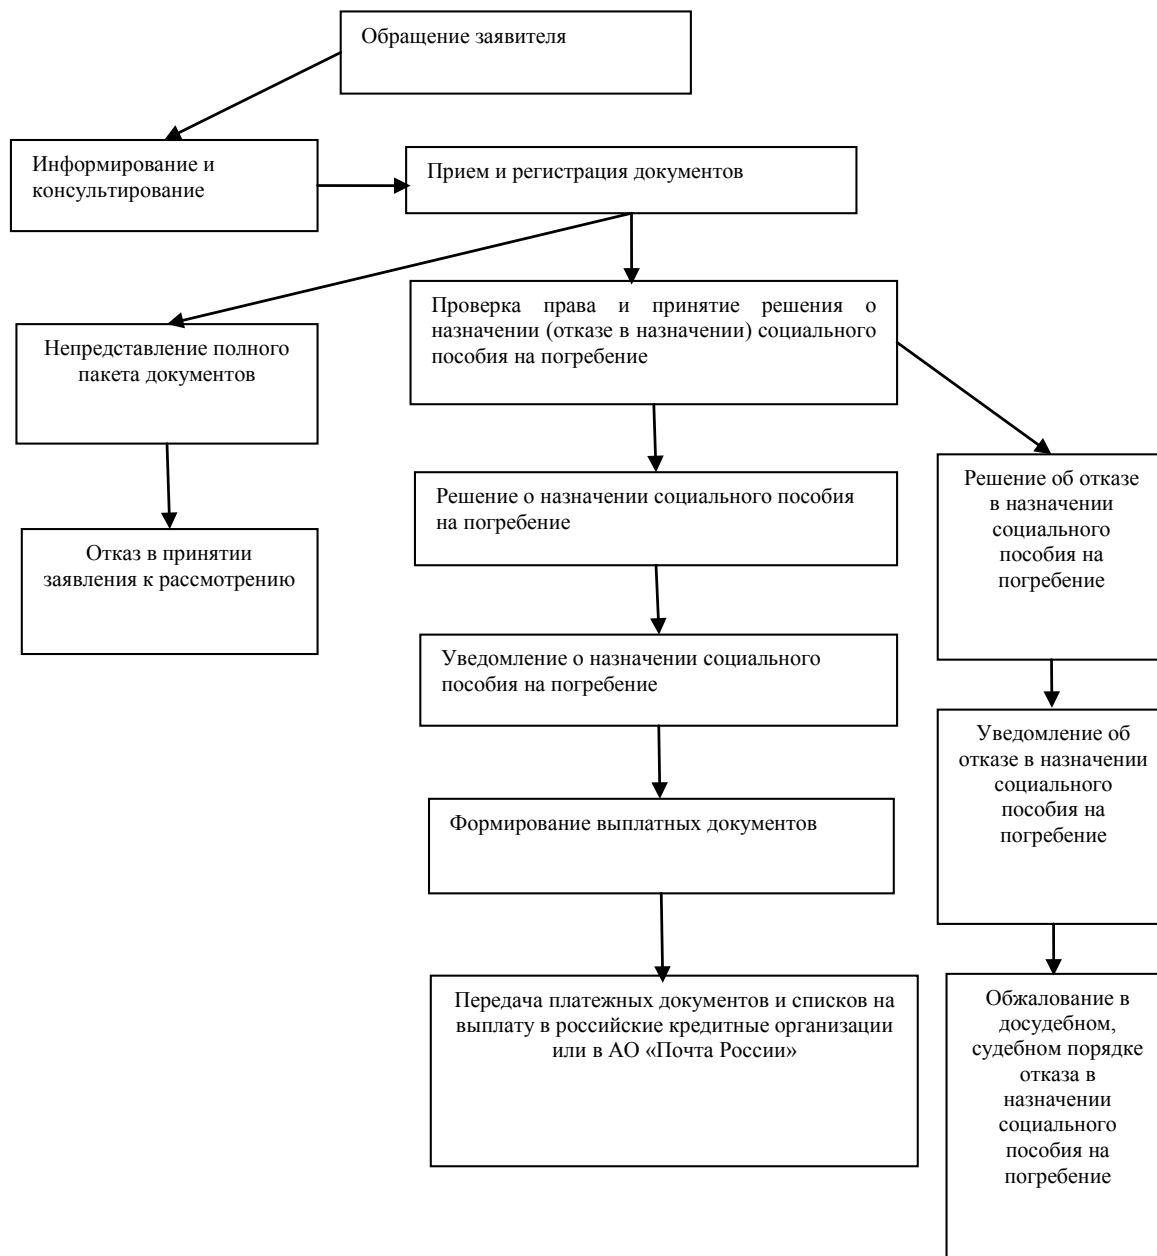 Обращение заявителя
Информирование и
консультирование
Прием и регистрация документов
Непредставление полного
пакета документов
Проверка права и принятие решения о
назначении (отказе в назначении) социального
пособия на погребение
Отказ в принятии
заявления к рассмотрению
Решение о назначении социального пособия
на погребение
Решение об отказе
в назначении
социального
пособия на
погребение
Уведомление о назначении социального
пособия на погребение
Уведомление об
отказе в назначении
социального
пособия на
погребение
Формирование выплатных документов
Передача платежных документов и списков на
выплату в российские кредитные организации
или в АО «Почта России»
Обжалование в
досудебном,
судебном порядке
отказа в
назначении
социального
пособия на
погребение